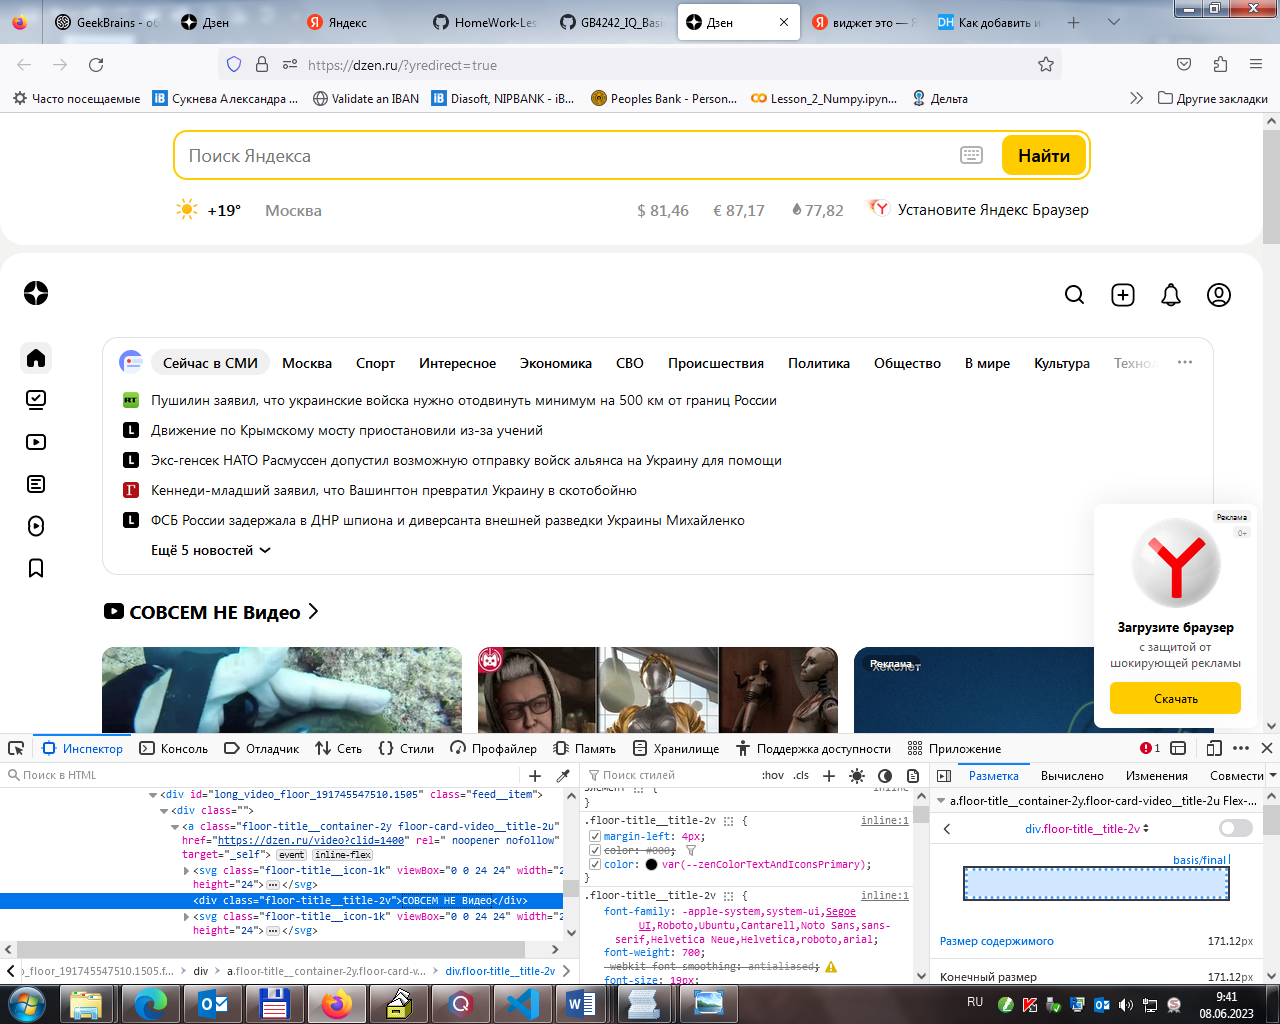 GeekBrains - об
Дзен
Яндекс
HomeWork-Les
GB4242_IQ_Basi
Дзен
виджет это — Я
DH Как добавить и
https://dzen.ru/?yredirect=true
Часто посещаемые
Сукнева Александра ...
Validate an IBAN
Diasoft, NIPBANK - iB...
Peoples Bank - Person...
Lesson_2_Numpy.ipyn...
Дельта
Другие закладки
Поиск Яндекса
Найти
+19°
Москва
$ 81,46
€ 87,17
77,82
Установите Яндекс Браузер
Сейчас в СМИ
Москва
Спорт
Интересное
Экономика
СВО
Происшествия
Политика
Общество
В мире
Культура
Технол
Пушилин заявил, что украинские войска нужно отодвинуть минимум на 500 км от границ России
Движение по Крымскому мосту приостановили из-за учений
Экс-генсек НАТО Расмуссен допустил возможную отправку войск альянса на Украину для помощи
Кеннеди-младший заявил, что Вашингтон превратил Украину в скотобойню
ФСБ России задержала в ДНР шпиона и диверсанта внешней разведки Украины Михайленко
Ещё 5 новостей
Реклама
0+
Загрузите браузер
с защитой от
шокирующей рекламы
Скачать
СОВСЕМ НЕ Видео
Реклама
хекслет
Инспектор
Консоль
Отладчик
Сеть
Стили
Профайлер
Память
Хранилище
Поддержка доступности
Приложение
1
Поиск в HTML
<div id="long_video_floor_191745547510.1505" class="feed__item">
<div class="">
<a class="floor-title__container-2y floor-card-video__title-2u"
href="https://dzen.ru/video?clid=1400" rel=" noopener nofollow
target="_self"> event inline-flex
<svg class="floor-title__icon-1k" viewBox="0 0 24 24" width="2
height="24">⋯</svg>
<div class="floor-title__title-2v">СОВСЕМ НЕ Видео</div>
<svg class="floor-title__icon-1k" viewBox="0 0 24 24" width="2
height="24">⋯</svg>
o_floor_191745547510.1505.f...
div
a.floor-title__container-2y.floor-card-v...
div.floor-title__title-2v
Поиск стилей
:hov .cls
элемент {
inline
}
.floor-title__title-2v {
inline:1
margin-left: 4px;
color: #000;
color: var(--zenColorTextAndIconsPrimary);
}
.floor-title__title-2v {
inline:1
font-family: -apple-system,system-ui,Segoe
UI,Roboto,Ubuntu,Cantarell,Noto Sans,sans-
serif,Helvetica Neue,Helvetica,roboto,arial;
font-weight: 700;
-webkit-font-smoothing: antialiased;
font-size: 19px;
Разметка
Вычислено
Изменения
Совмести
a.floor-title__container-2y.floor-card-video__title-2u Flex-...
div.floor-title__title-2v
basis/final
Размер содержимого
171.12px
Конечный размер
171.12px
RU
9:41
08.06.2023